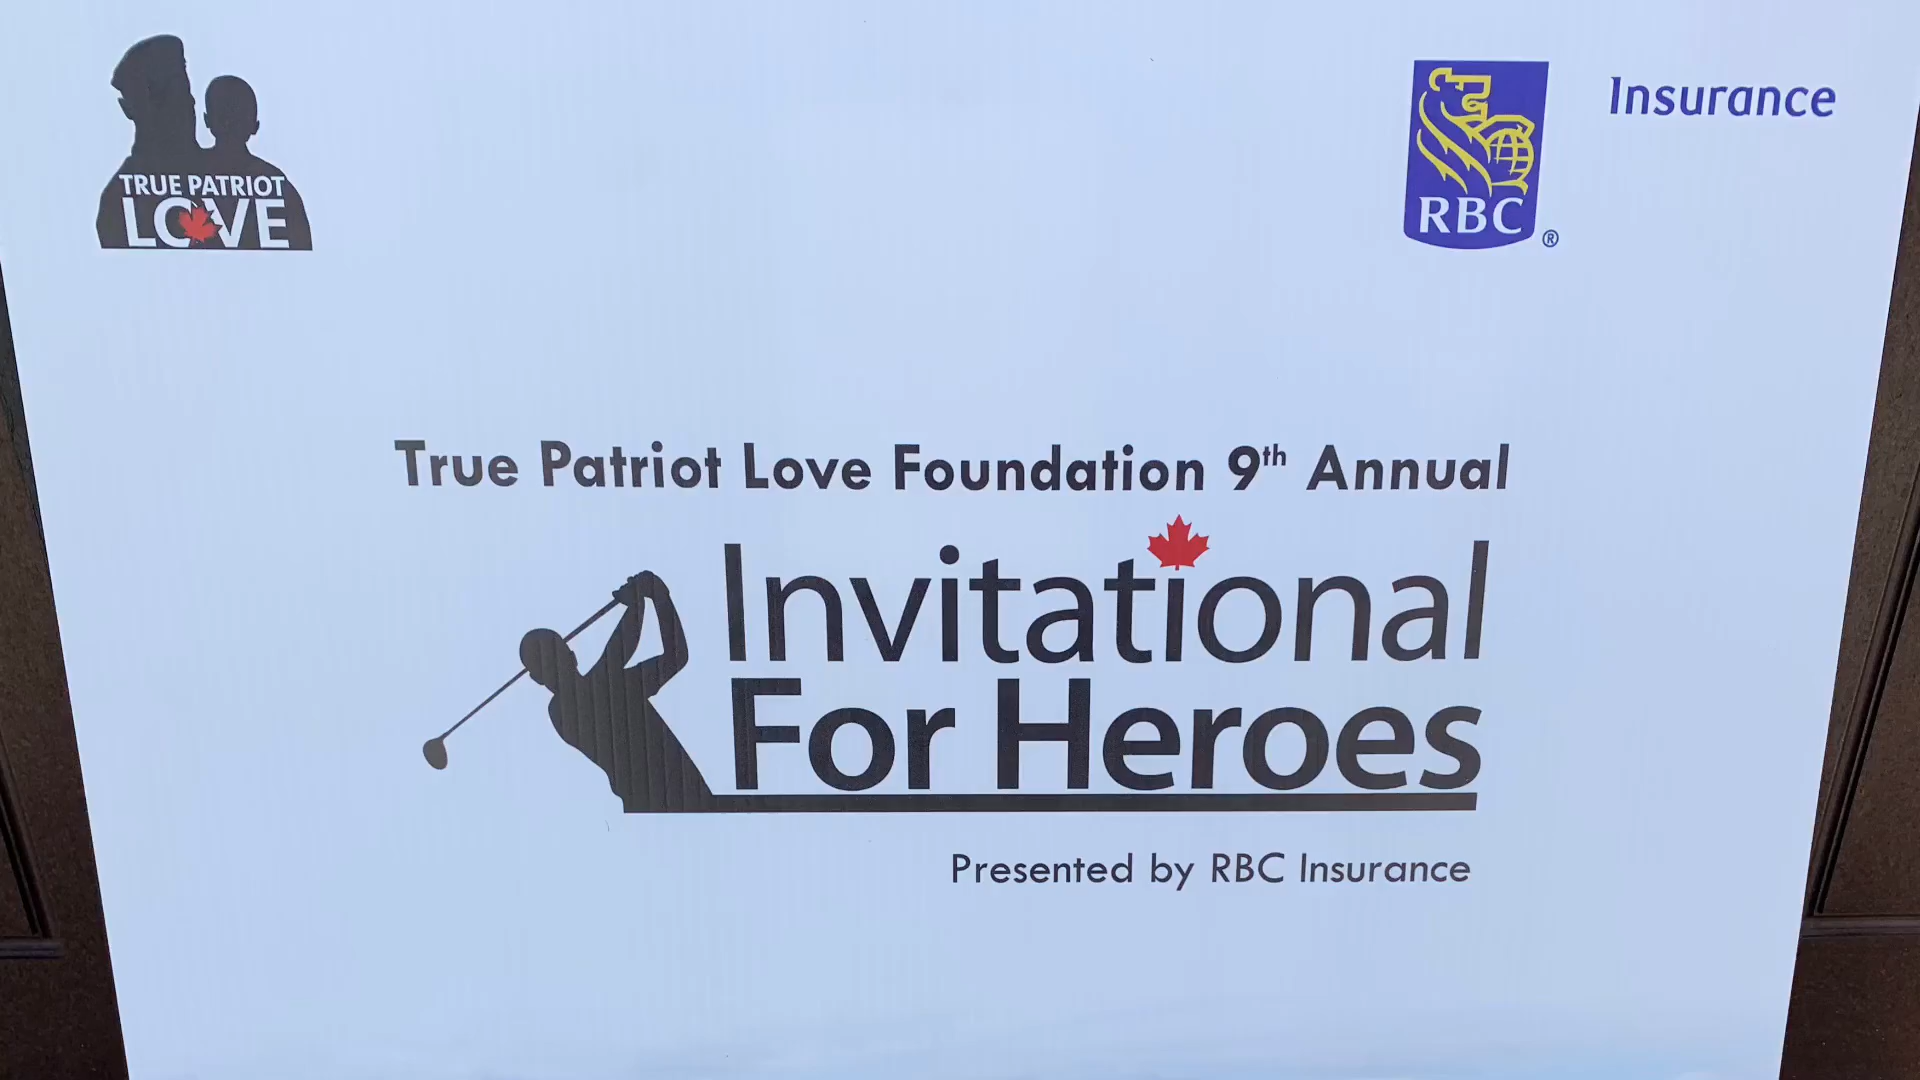 TRUE PATRIOT
LOVE
RBC
®
Insurance
True Patriot Love Foundation 9th Annual
Invitational
For Heroes
Presented by RBC Insurance